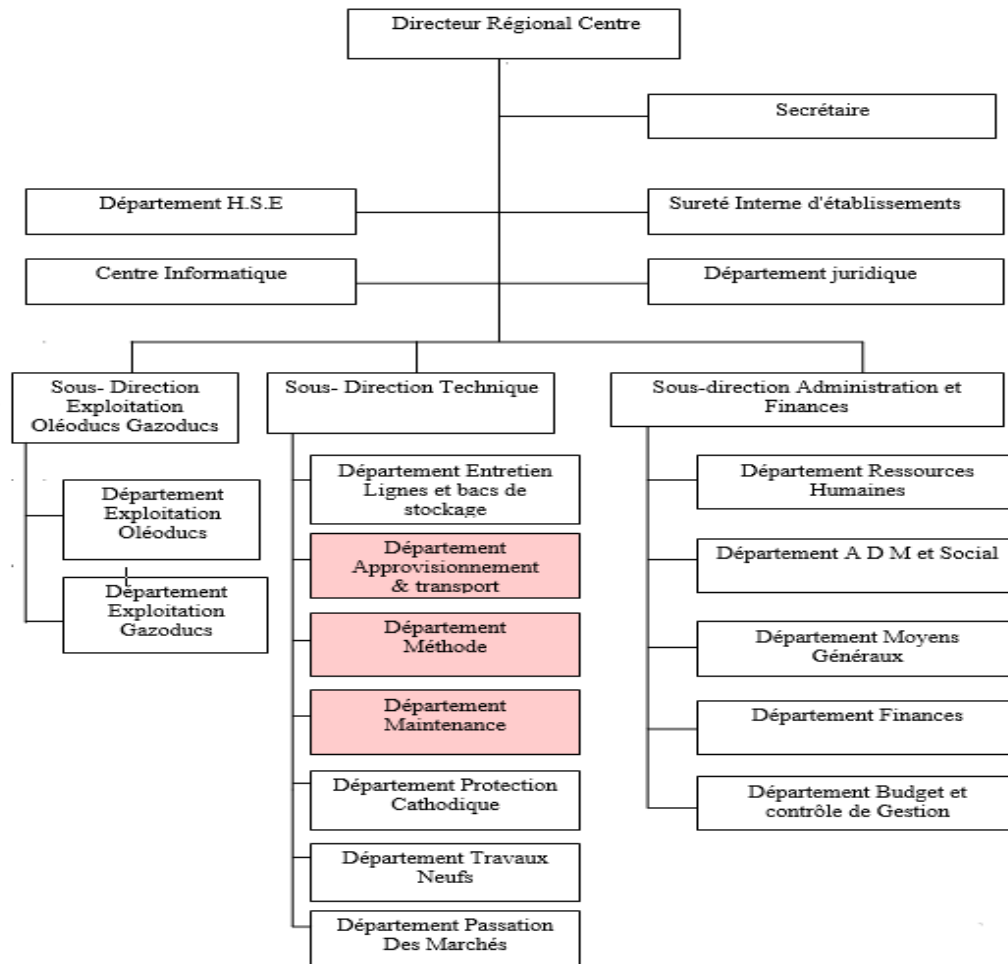 Directeur Régional Centre
Secrétaire
Département H.S.E
Sureté Interne d'établissements
Centre Informatique
Département juridique
Sous- Direction
Exploitation
Oléoducs Gazoducs
Département
Exploitation
Oléoducs
Département
Exploitation
Gazoducs
Sous- Direction Technique
Département Entretien
Lignes et bacs de
stockage
Département
Approvisionnement
& transport
Département
Méthode
Département
Maintenance
Département Protection
Cathodique
Département Travaux
Neufs
Département Passation
Des Marchés
Sous-direction Administration et
Finances
Département Ressources
Humaines
Département A D M et Social
Département Moyens
Généraux
Département Finances
Département Budget et
contrôle de Gestion